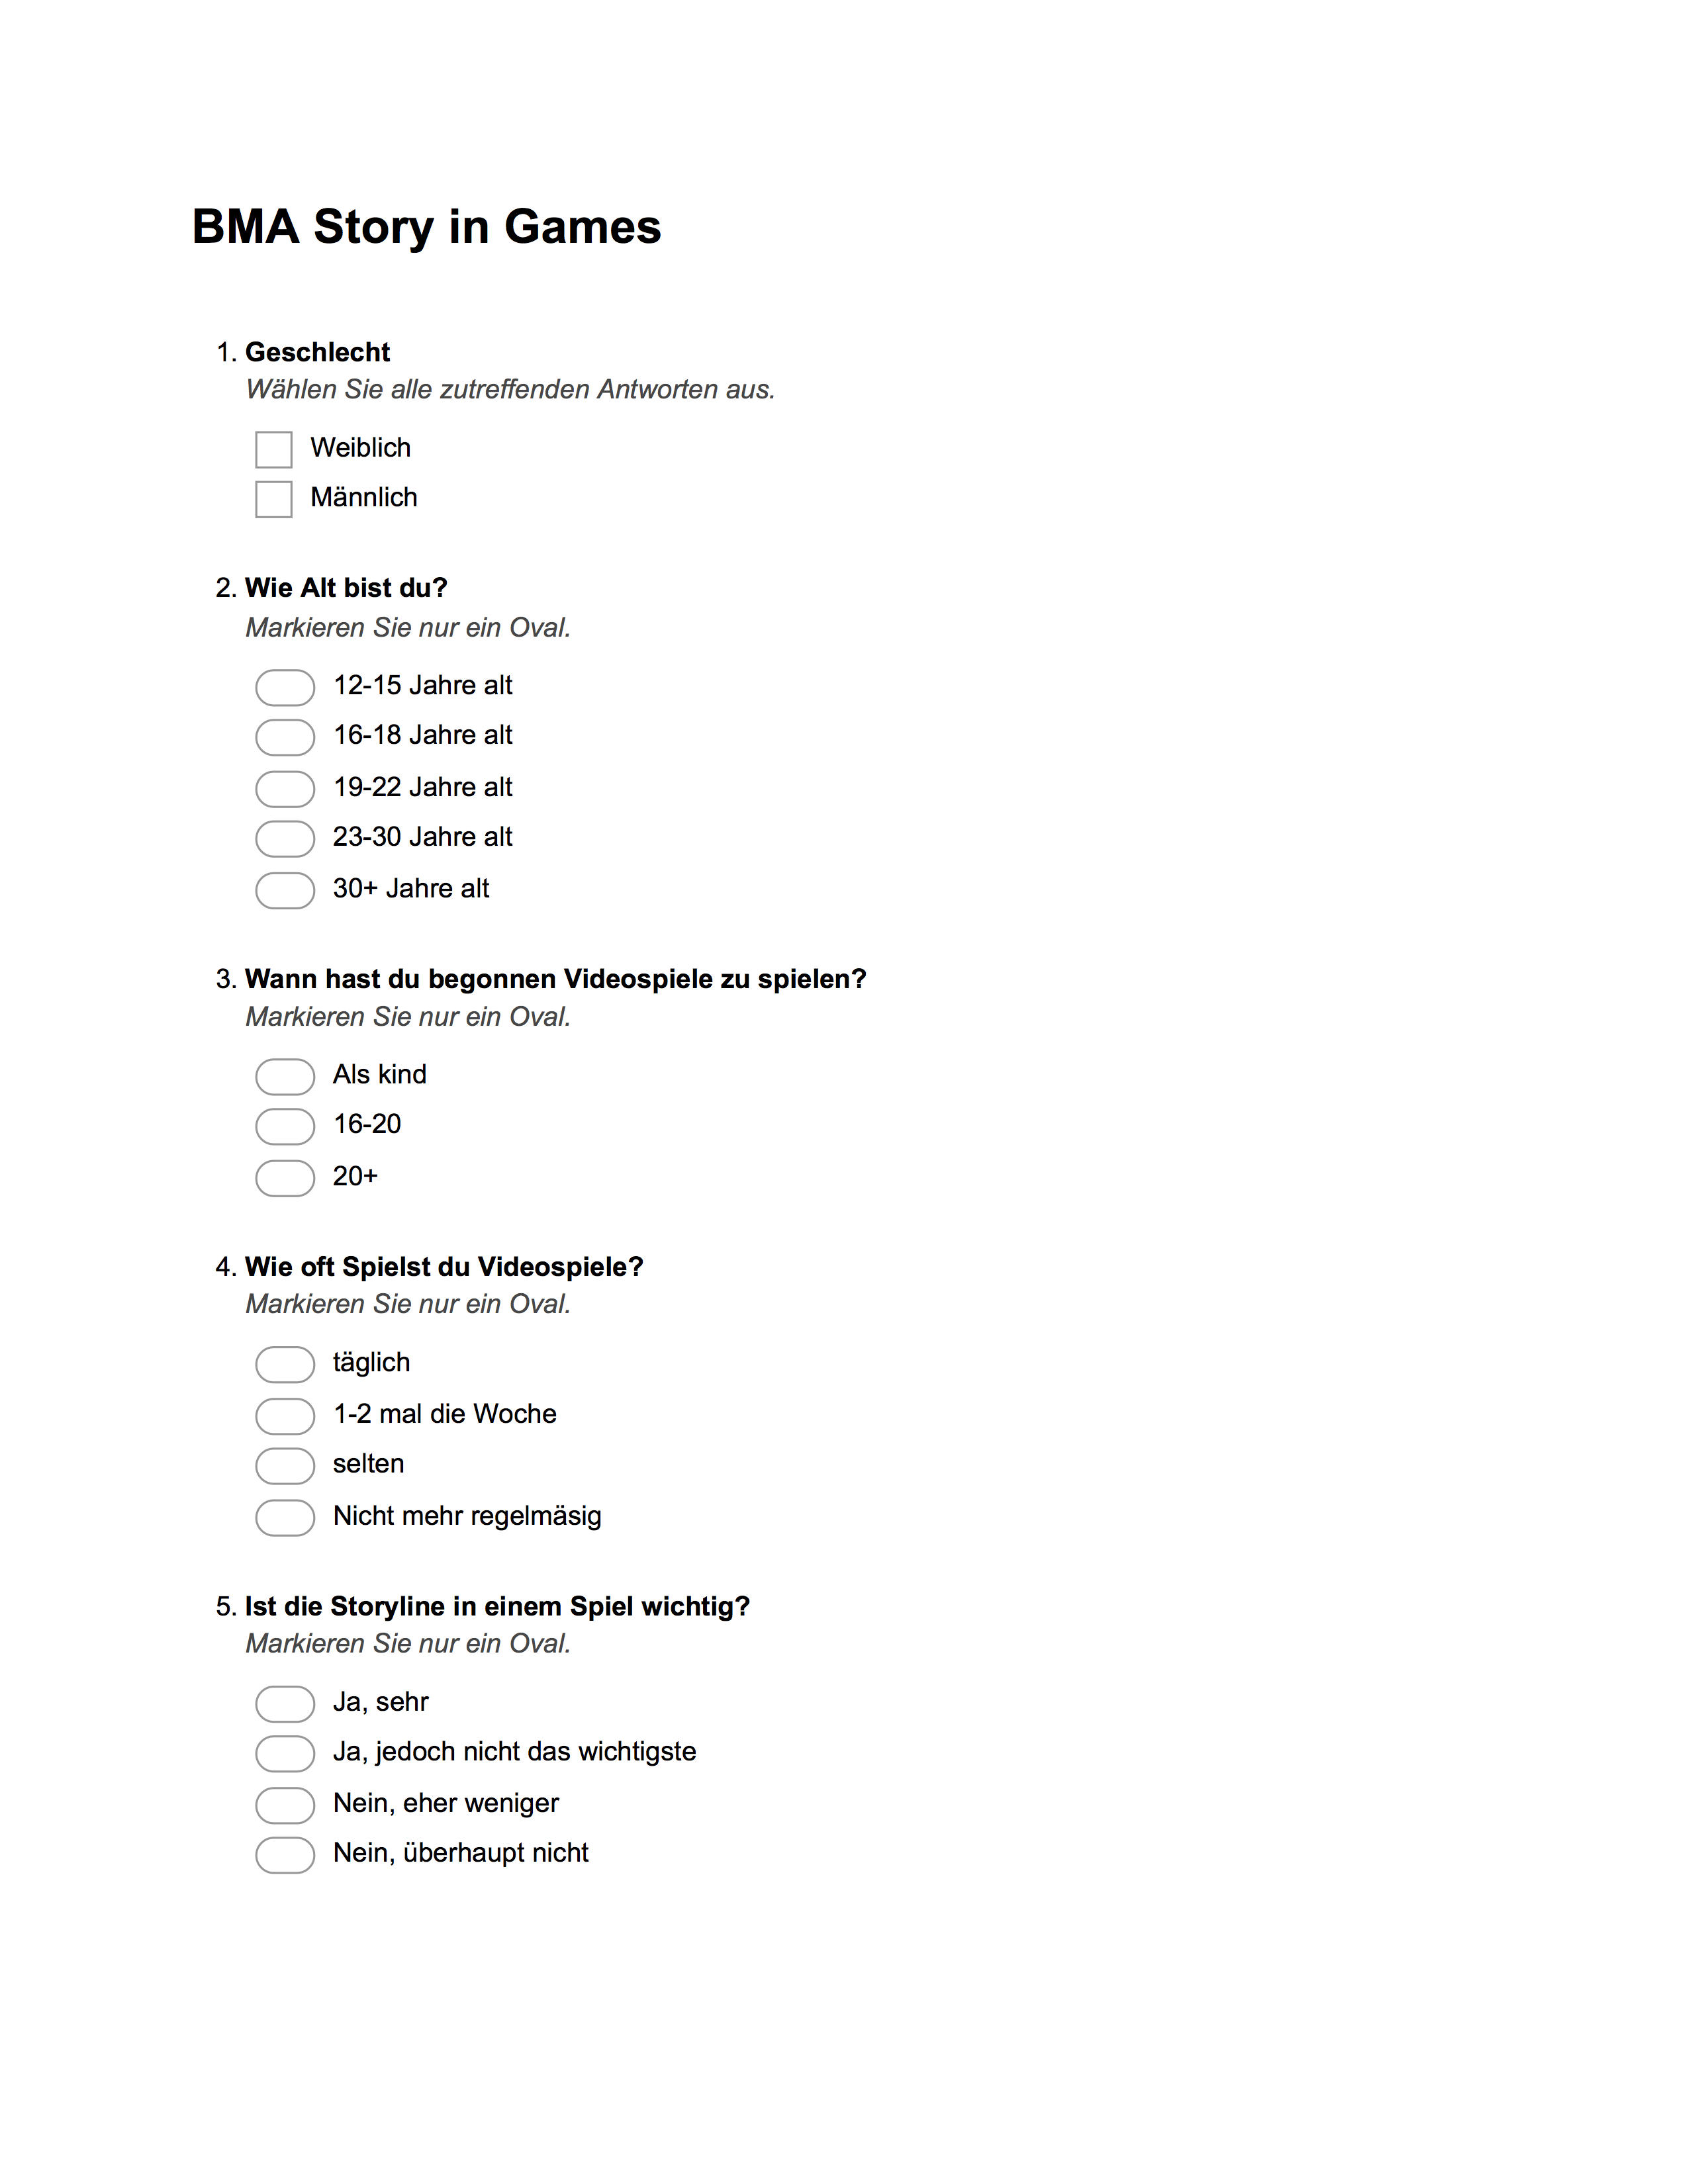 BMA Story in Games
1. Geschlecht
Wählen Sie alle zutreffenden Antworten aus.
Weiblich
Männlich
2. Wie Alt bist du?
Markieren Sie nur ein Oval.
12-15 Jahre alt
16-18 Jahre alt
19-22 Jahre alt
23-30 Jahre alt
30+ Jahre alt
3. Wann hast du begonnen Videospiele zu spielen?
Markieren Sie nur ein Oval.
Als kind
16-20
20+
4. Wie oft Spielst du Videospiele?
Markieren Sie nur ein Oval.
täglich
1-2 mal die Woche
selten
Nicht mehr regelmäsig
5. Ist die Storyline in einem Spiel wichtig?
Markieren Sie nur ein Oval.
Ja, sehr
Ja, jedoch nicht das wichtigste
Nein, eher weniger
Nein, überhaupt nicht